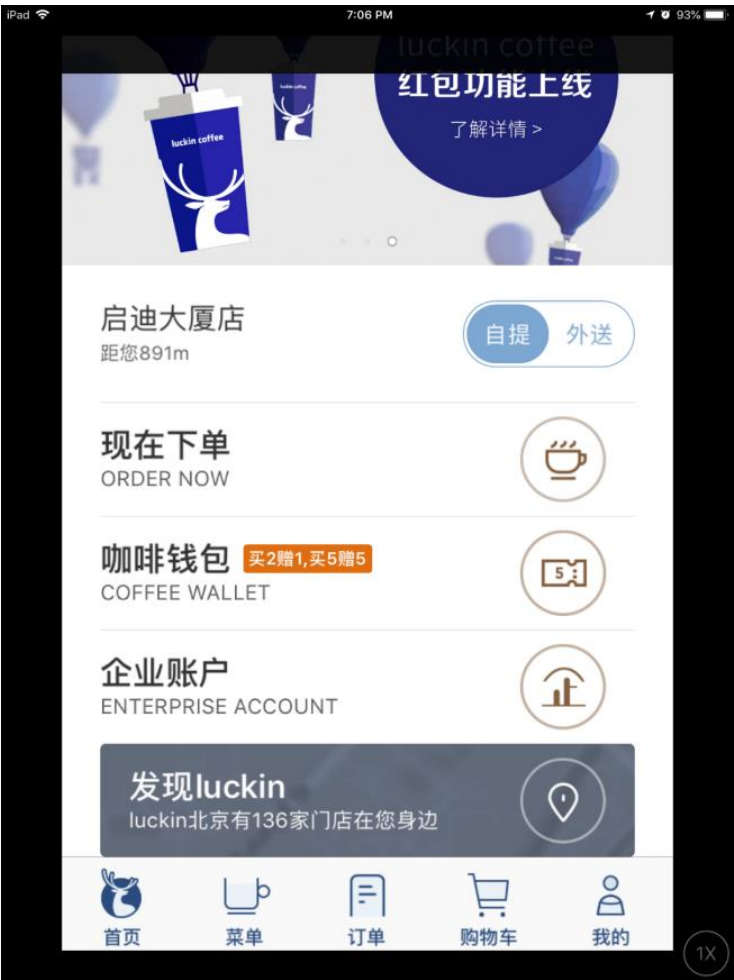 iPad
7:06 PM
93%
luckin coffee
红包功能上线
了解详情 >
luckin coffee
启迪大厦店
距您891m
自提
外送
现在下单
ORDER NOW
咖啡钱包
买2赠1,买5赠5
COFFEE WALLET
5
企业账户
ENTERPRISE ACCOUNT
发现luckin
luckin北京有136家门店在您身边
首页
菜单
订单
购物车
我的
1X